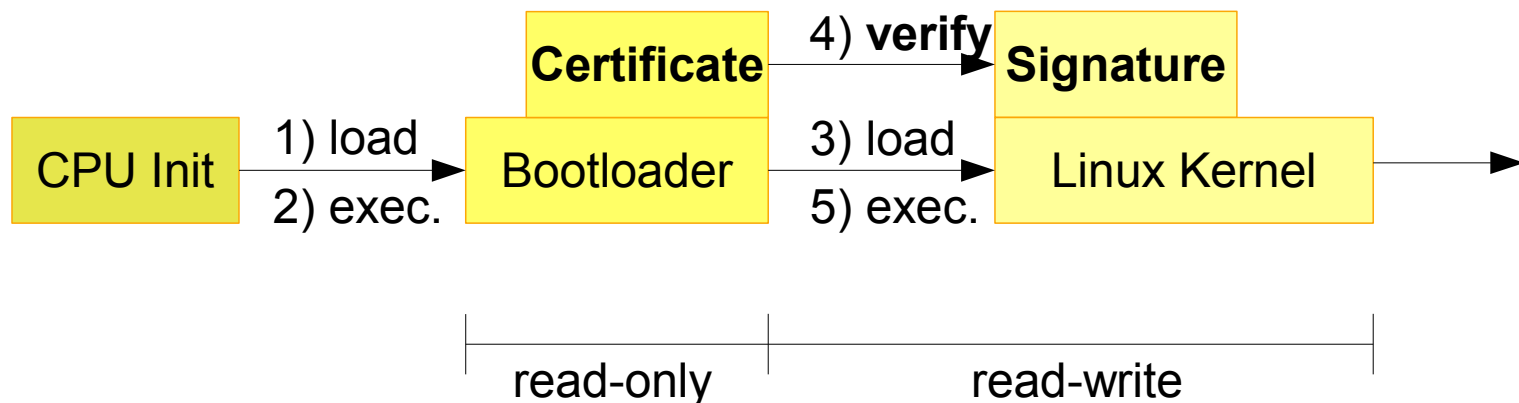 4) verify
Certificate
Signature
1) load
3) load
CPU Init
Bootloader
Linux Kernel
2) exec.
5) exec.
read-only
read-write